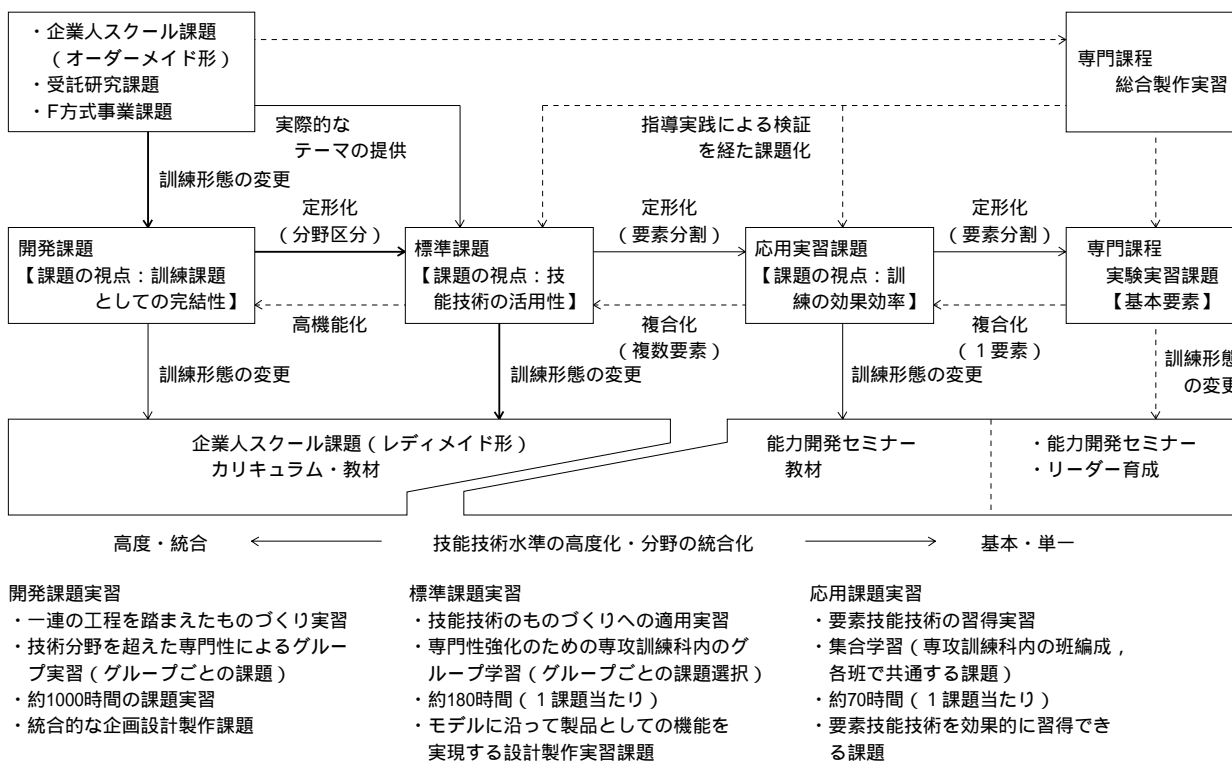 ・企業人スクール課題
（オーダーメイド形）
・受託研究課題
・F方式事業課題
専門課程
総合製作実習
実際的な
テーマの提供
指導実践による検証
を経た課題化
訓練形態の変更
定形化
（分野区分）
定形化
（要素分割）
定形化
（要素分割）
開発課題
【課題の視点：訓練課題
としての完結性】
標準課題
【課題の視点：技
能技術の活用性】
応用実習課題
【課題の視点：訓
練の効果効率】
専門課程
実験実習課題
【基本要素】
高機能化
複合化
（複数要素）
複合化
（１要素）
訓練形態の変更
訓練形態の変更
訓練形態の変更
訓練形態
の変更
企業人スクール課題（レディメイド形）
カリキュラム・教材
能力開発セミナー
教材
・能力開発セミナー
・リーダー育成
高度・統合
技能技術水準の高度化・分野の統合化
基本・単一
開発課題実習
・一連の工程を踏まえたものづくり実習
・技術分野を超えた専門性によるグルー
プ実習（グループごとの課題）
・約1000時間の課題実習
・統合的な企画設計製作課題
標準課題実習
・技能技術のものづくりへの適用実習
・専門性強化のための専攻訓練科内のグ
ループ学習（グループごとの課題選択）
・約180時間（１課題当たり）
・モデルに沿って製品としての機能を
実現する設計製作実習課題
応用課題実習
・要素技能技術の習得実習
・集合学習（専攻訓練科内の班編成，
各班で共通する課題）
・約70時間（１課題当たり）
・要素技能技術を効果的に習得でき
る課題